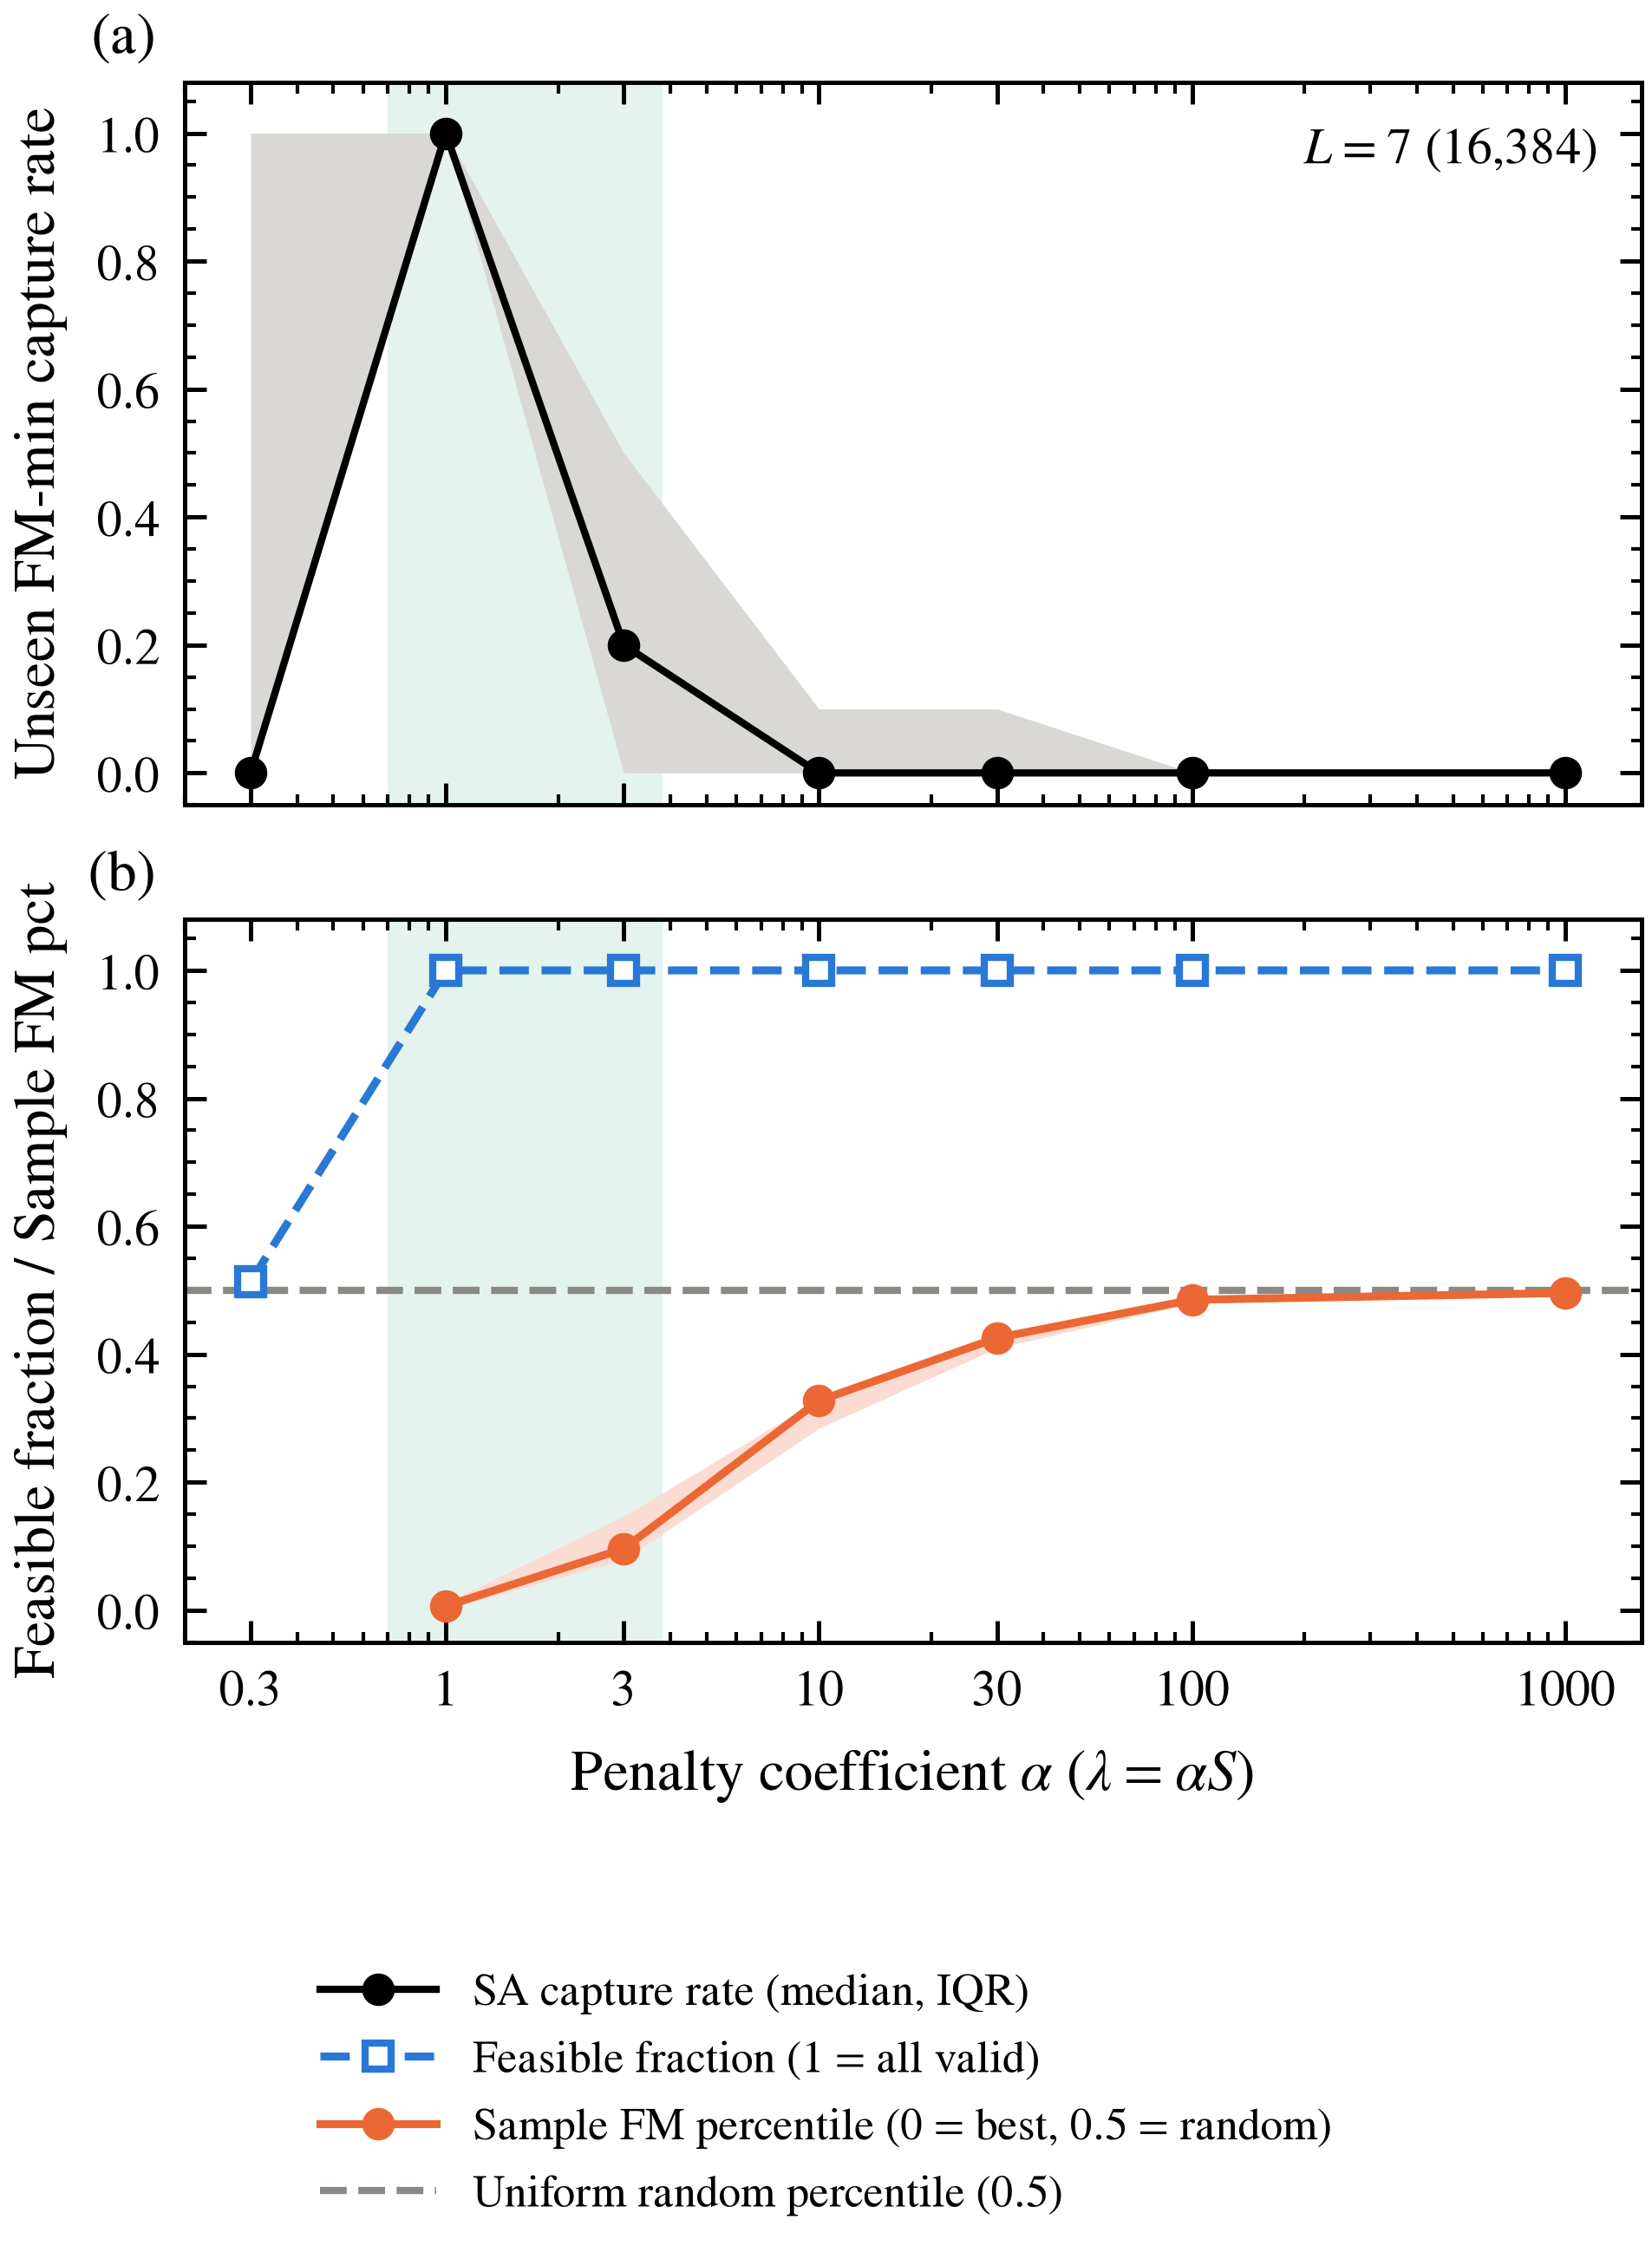 (a)
Unseen FM-min capture rate
1.0
0.8
0.6
0.4
0.2
0.0
L = 7 (16,384)
(b)
Feasible fraction / Sample FM pct
1.0
0.8
0.6
0.4
0.2
0.0
0.3 1 3 10 30 100 1000
Penalty coefficient α (λ = αS)
SA capture rate (median, IQR)
Feasible fraction (1 = all valid)
Sample FM percentile (0 = best, 0.5 = random)
Uniform random percentile (0.5)